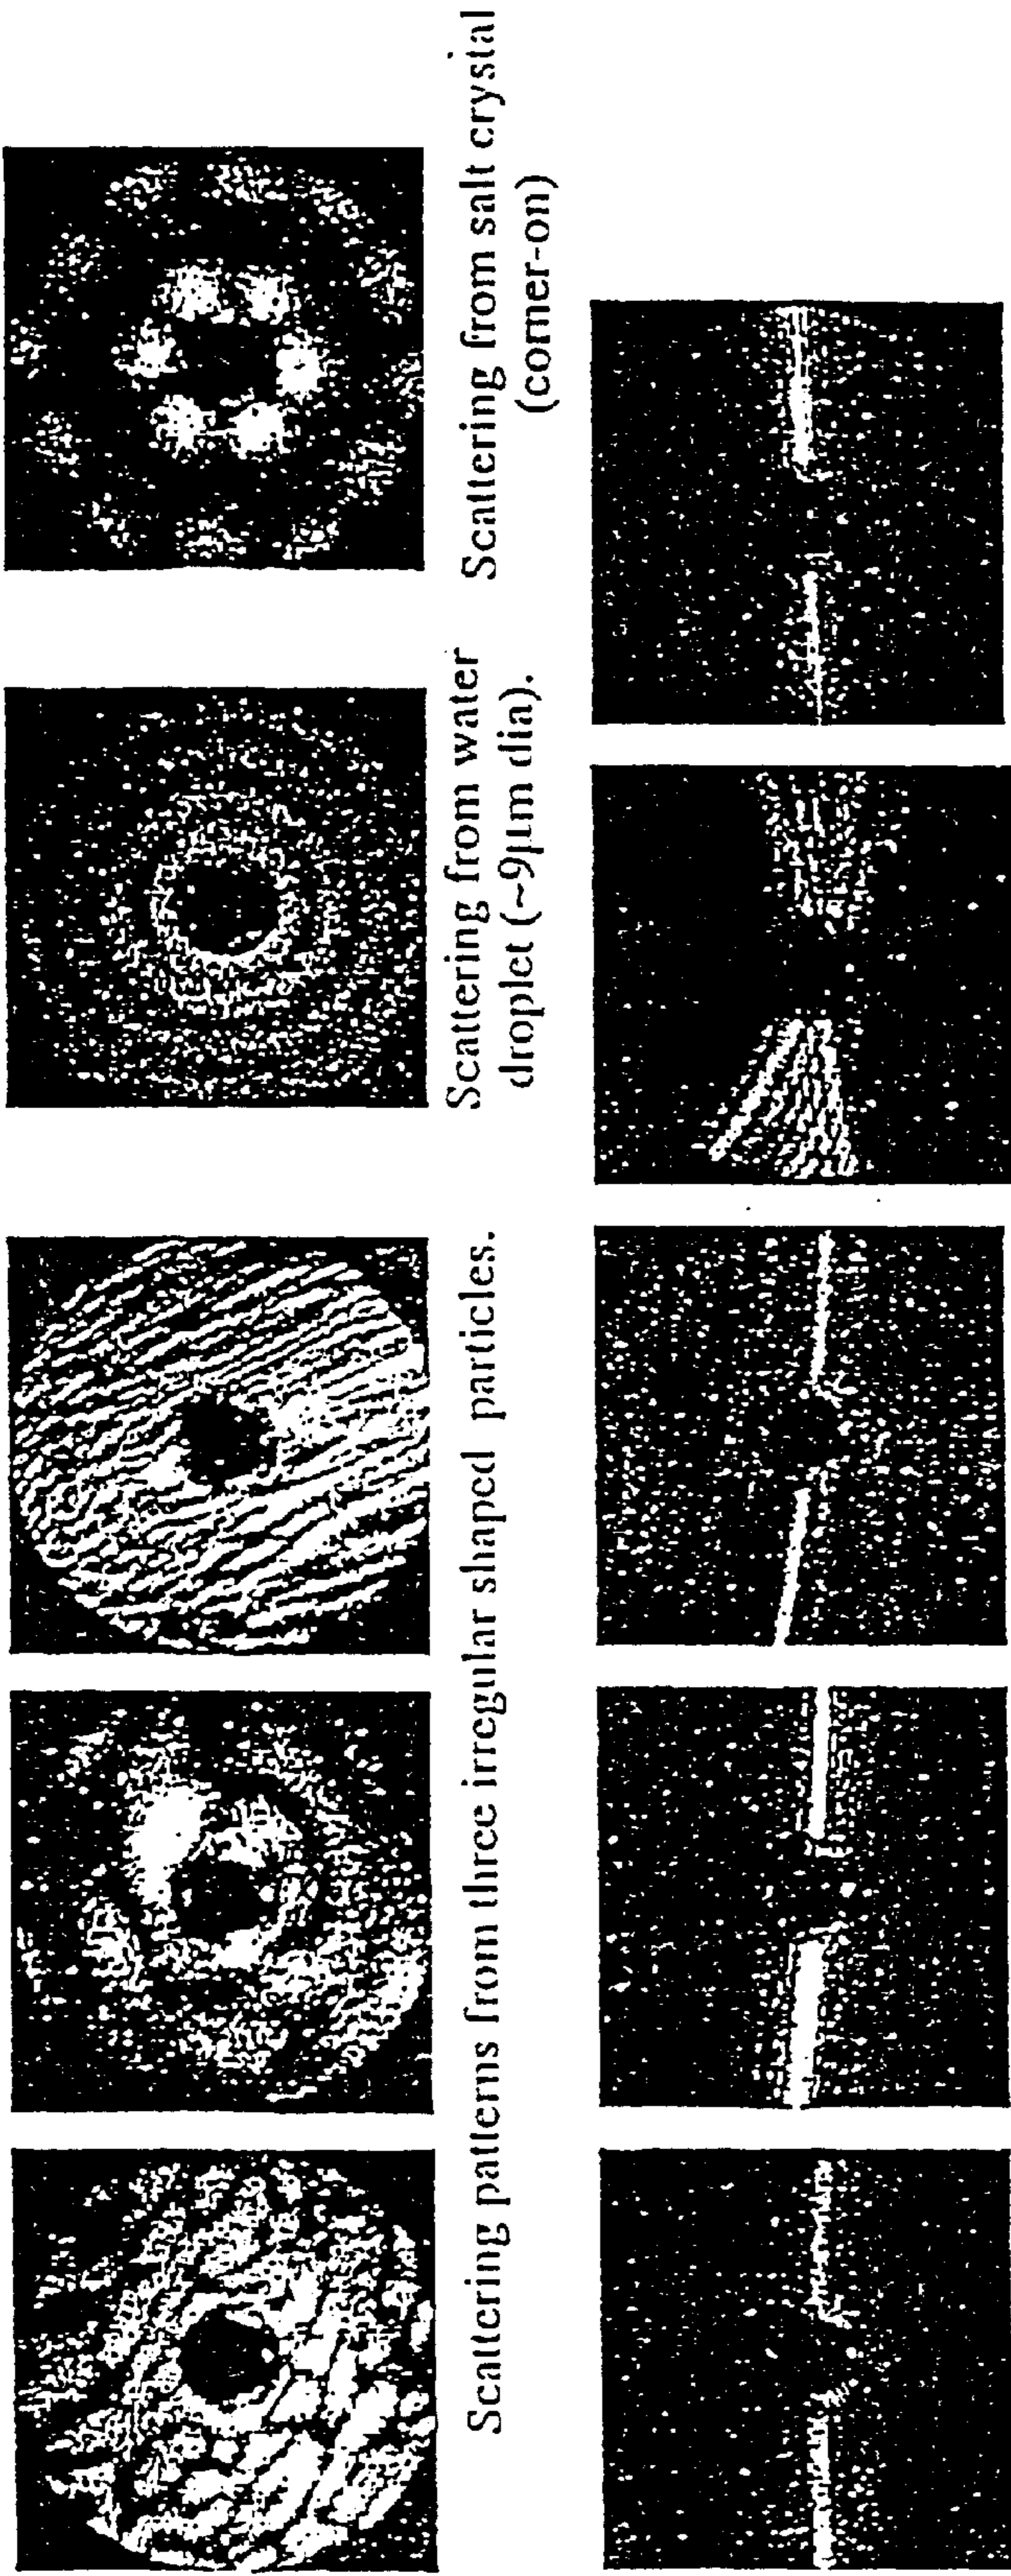 Scattering patterns from three irregular shaped particles.
Scattering from water
droplet (~9µm dia).
Scattering from salt crystal
(corner-on)